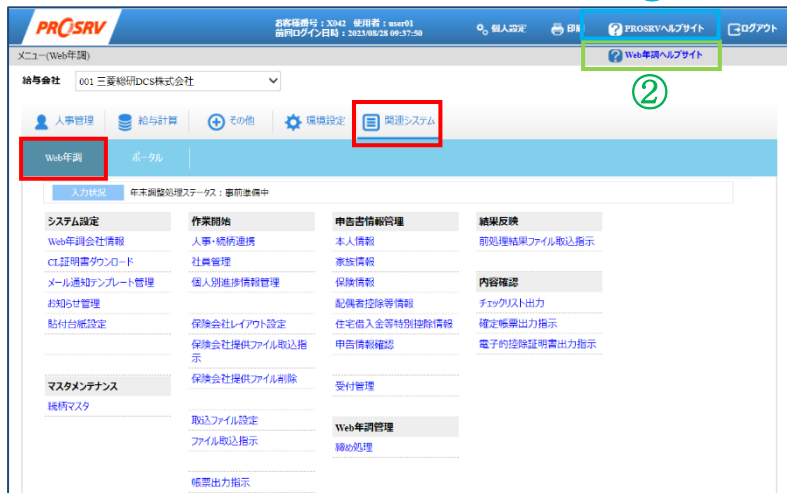 PROSRV
お客様番号：X042 使用者：user01
前回ログイン日時：2023/08/28 09:37:50
個人設定
PROSRVヘルプサイト
ログアウト
メニュー(Web年調)
Web年調ヘルプサイト
②
給与会社 001 三菱総研DCS株式会社
人事管理 給与計算 その他 環境設定 関連システム
Web年調 ポータル
入力状況 年末調整処理ステータス：事前準備中
システム設定
Web年調会社情報
CL証明書ダウンロード
メール通知テンプレート管理
お知らせ管理
貼付台紙設定
マスタメンテナンス
続柄マスタ
作業開始
人事・続柄連携
社員管理
個人別進捗情報管理
保険会社レイアウト設定
保険会社提供ファイル取込指
示
保険会社提供ファイル削除
取込ファイル設定
ファイル取込指示
帳票出力指示
申告書情報管理
本人情報
家族情報
保険情報
配偶者控除等情報
住宅借入金等特別控除情報
申告情報確認
受付管理
Web年調管理
締め処理
結果反映
前処理結果ファイル取込指示
内容確認
チェックリスト出力
確定帳票出力指示
電子的控除証明書出力指示